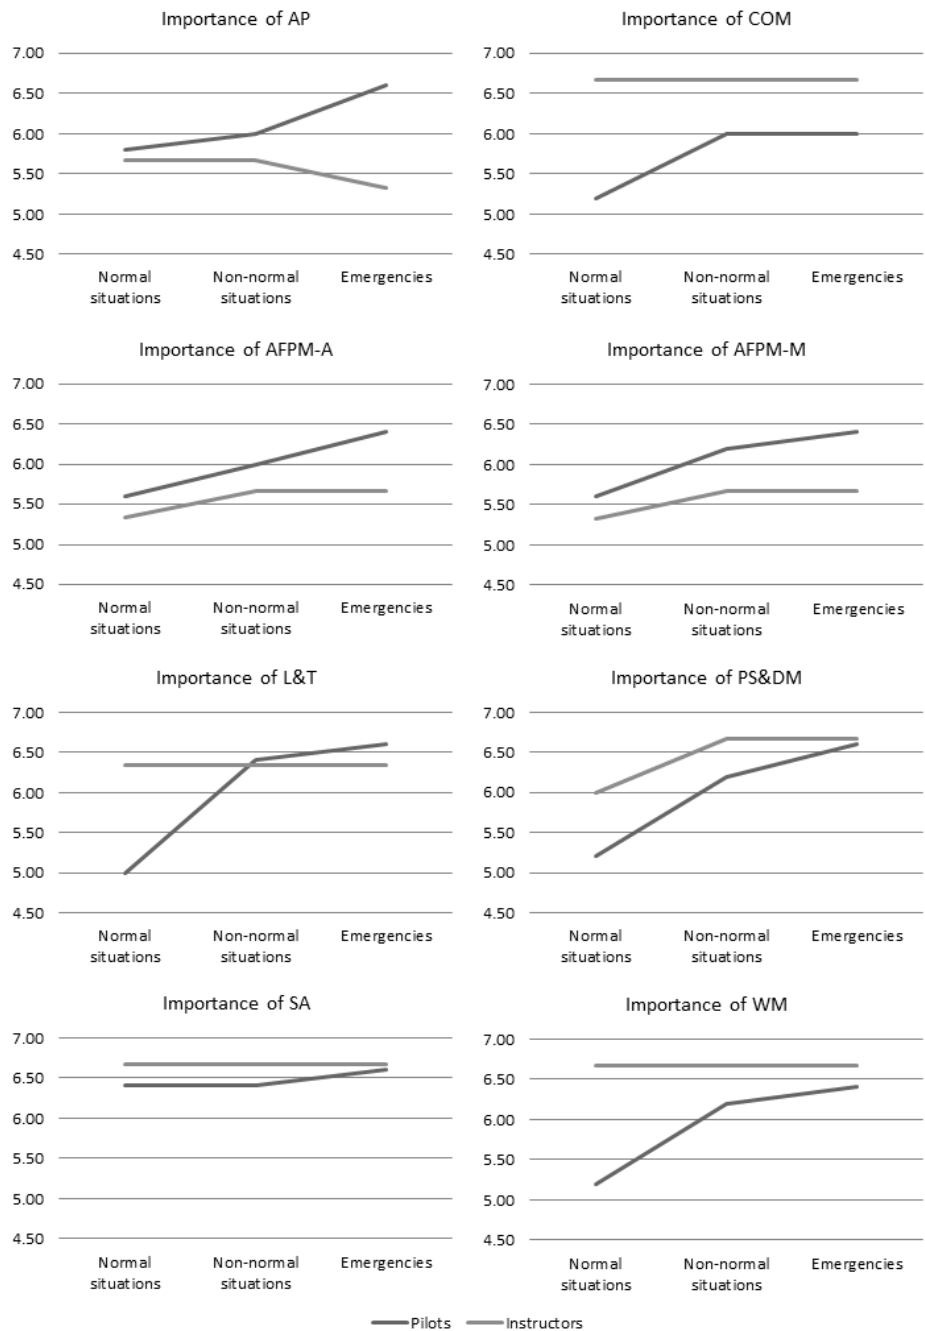 Importance of AP
7.00
6.50
6.00
5.50
5.00
4.50
Normal situations
Non-normal situations
Emergencies
Importance of COM
7.00
6.50
6.00
5.50
5.00
4.50
Normal situations
Non-normal situations
Emergencies
Importance of AFPM-A
7.00
6.50
6.00
5.50
5.00
4.50
Normal situations
Non-normal situations
Emergencies
Importance of AFPM-M
7.00
6.50
6.00
5.50
5.00
4.50
Normal situations
Non-normal situations
Emergencies
Importance of L&T
7.00
6.50
6.00
5.50
5.00
4.50
Normal situations
Non-normal situations
Emergencies
Importance of PS&DM
7.00
6.50
6.00
5.50
5.00
4.50
Normal situations
Non-normal situations
Emergencies
Importance of SA
7.00
6.50
6.00
5.50
5.00
4.50
Normal situations
Non-normal situations
Emergencies
Importance of WM
7.00
6.50
6.00
5.50
5.00
4.50
Normal situations
Non-normal situations
Emergencies
Pilots
Instructors